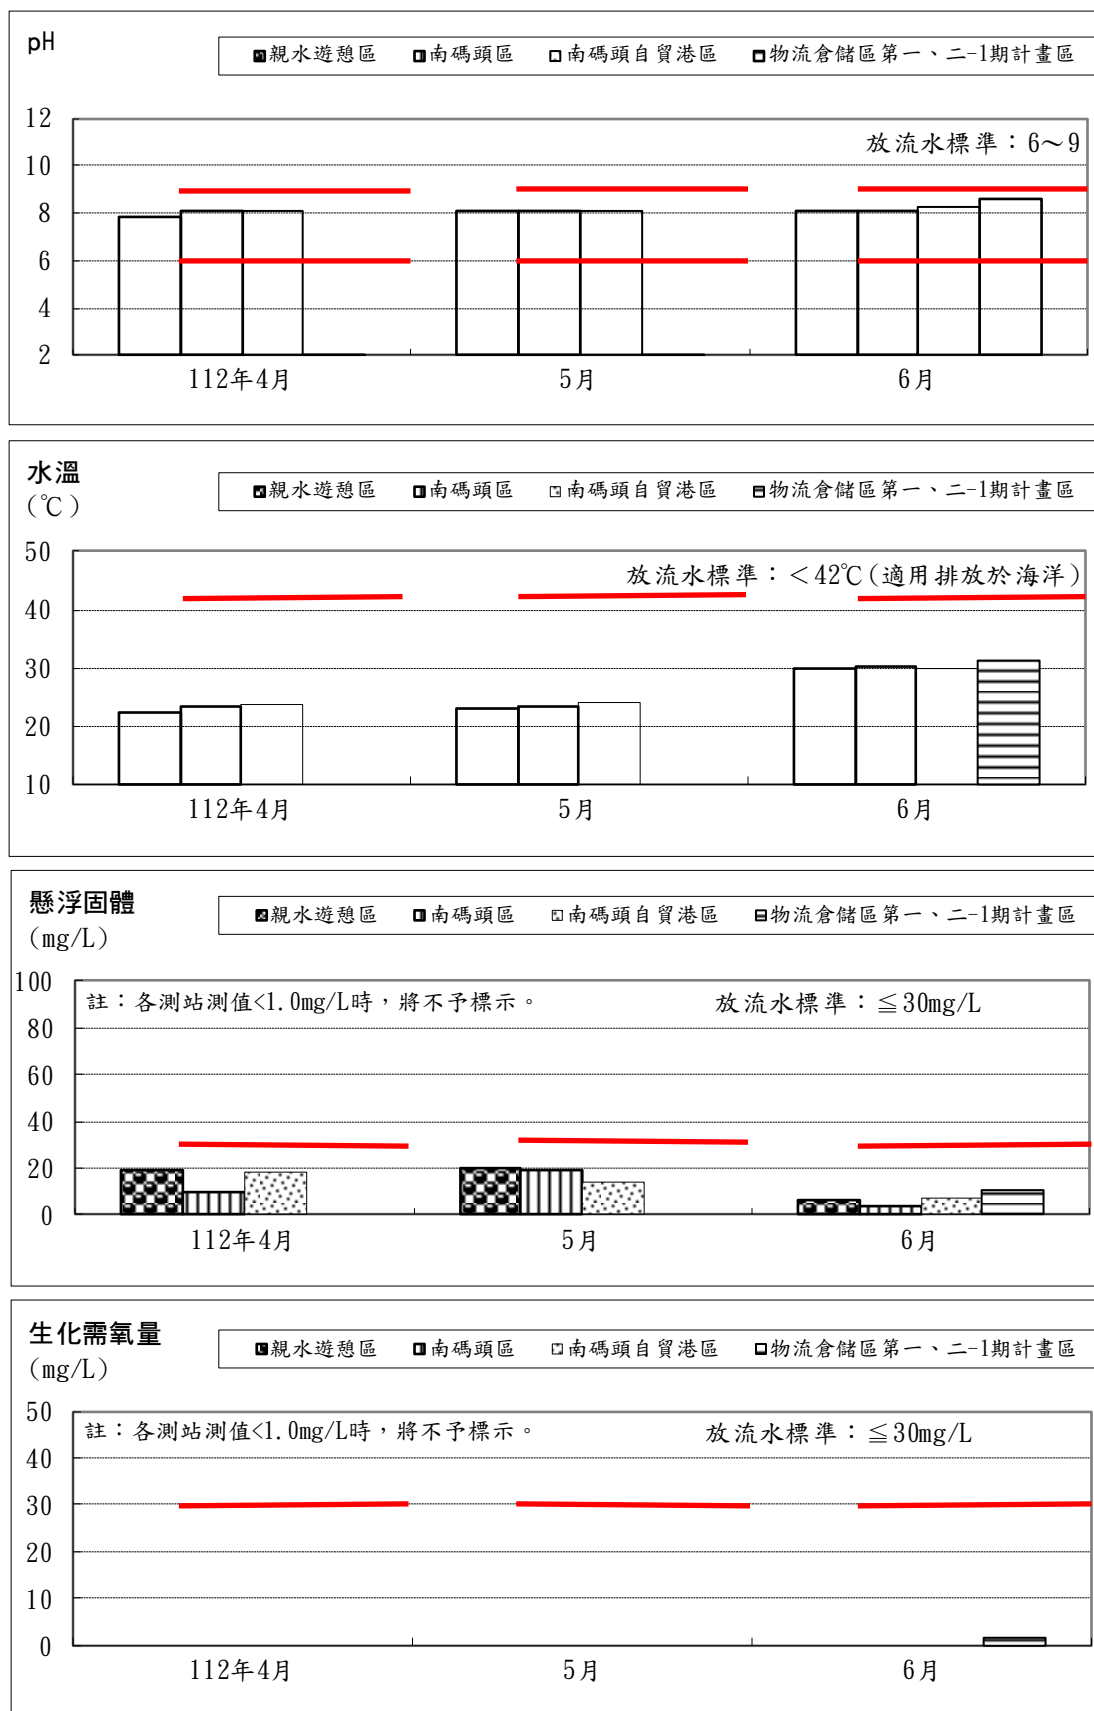 pH
親水遊憩區 南碼頭區 南碼頭自貿港區 物流倉儲區第一、二-1期計畫區
放流水標準：6～9
12
10
8
6
4
2
112年4月 5月 6月
水溫
(℃)
親水遊憩區 南碼頭區 南碼頭自貿港區 物流倉儲區第一、二-1期計畫區
放流水標準：＜42℃(適用排放於海洋)
50
40
30
20
10
112年4月 5月 6月
懸浮固體
(mg/L)
親水遊憩區 南碼頭區 南碼頭自貿港區 物流倉儲區第一、二-1期計畫區
註：各測站測值<1.0mg/L時，將不予標示。 放流水標準：≦30mg/L
100
80
60
40
20
0
112年4月 5月 6月
生化需氧量
(mg/L)
親水遊憩區 南碼頭區 南碼頭自貿港區 物流倉儲區第一、二-1期計畫區
註：各測站測值<1.0mg/L時，將不予標示。 放流水標準：≦30mg/L
50
40
30
20
10
0
112年4月 5月 6月